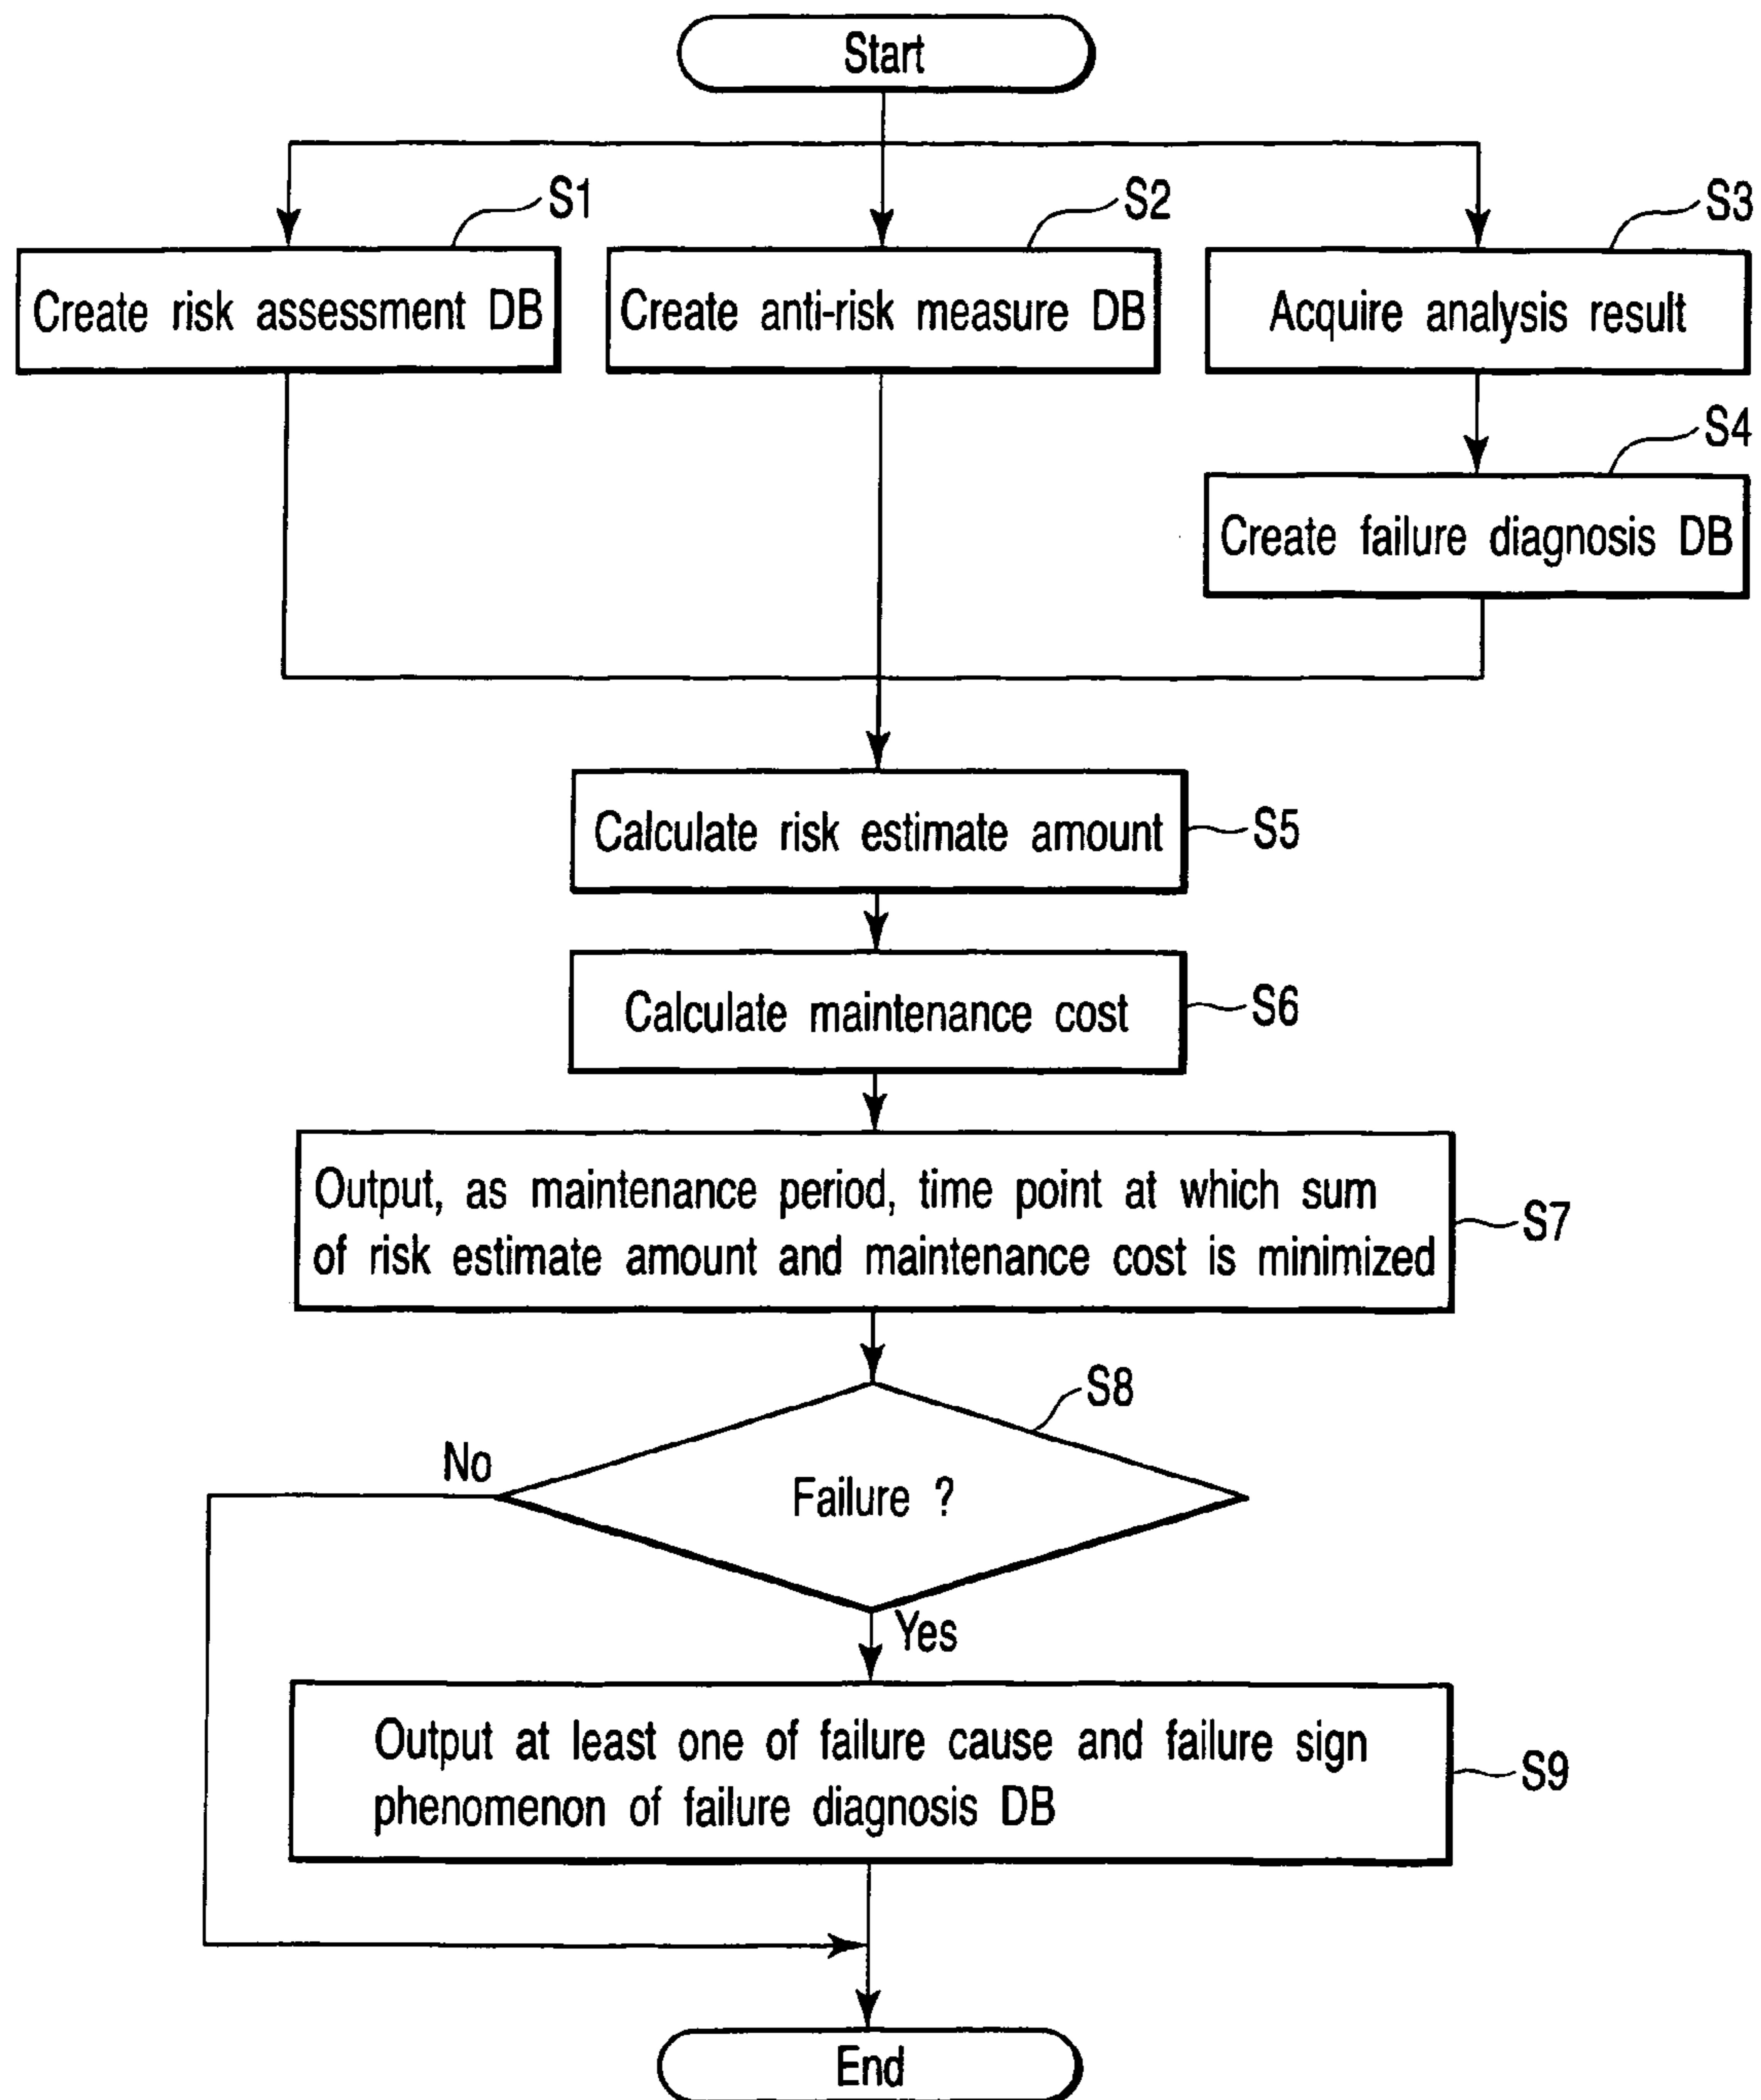 Start
S1
S2
S3
Create risk assessment DB
Create anti-risk measure DB
Acquire analysis result
S4
Create failure diagnosis DB
Calculate risk estimate amount
S5
Calculate maintenance cost
S6
Output, as maintenance period, time point at which sum
of risk estimate amount and maintenance cost is minimized
S7
S8
No
Failure ?
Yes
Output at least one of failure cause and failure sign
phenomenon of failure diagnosis DB
S9
End